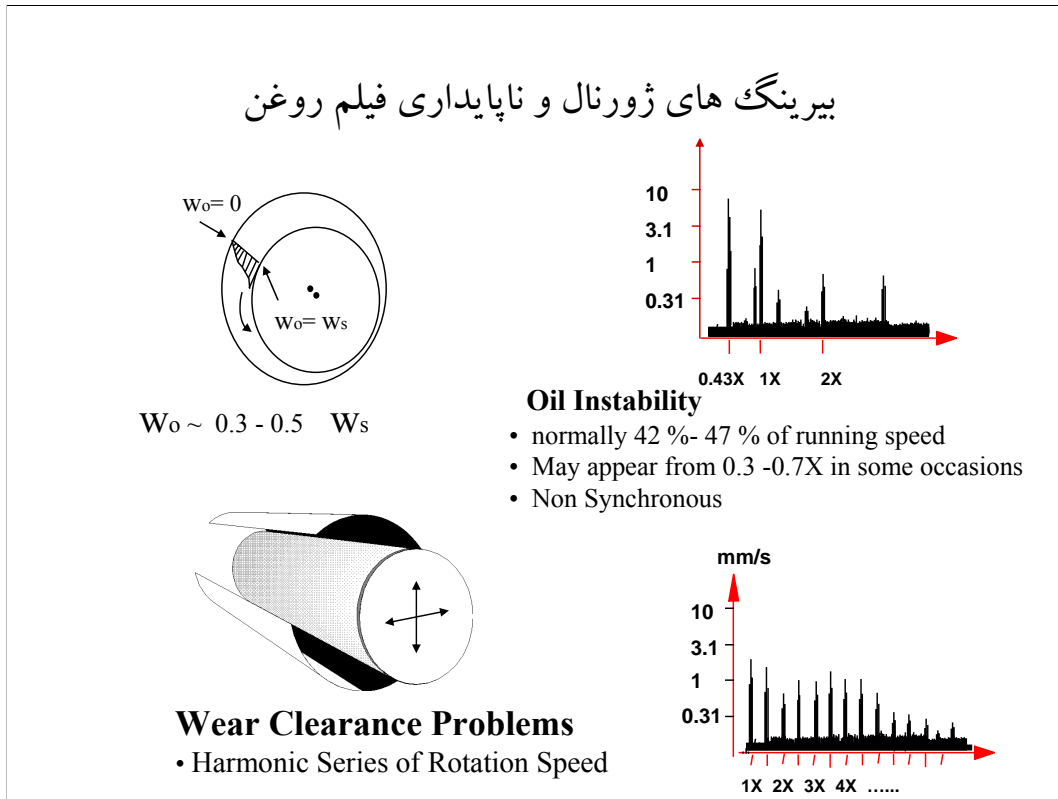 بیرینگ های ژورنال و ناپایداری فیلم روغن
wo= 0
wo= ws
Wo ~ 0.3 - 0.5 Ws
10
3.1
1
0.31
0.43X 1X 2X
Oil Instability
• normally 42 %- 47 % of running speed
• May appear from 0.3 -0.7X in some occasions
• Non Synchronous
Wear Clearance Problems
• Harmonic Series of Rotation Speed
mm/s
10
3.1
1
0.31
1X 2X 3X 4X …...